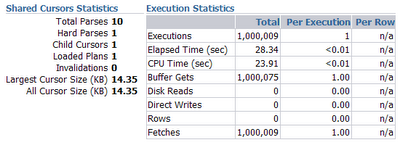 Shared Cursors Statistics
Total Parses 10
Hard Parses 1
Child Cursors 1
Loaded Plans 1
Invalidations 0
Largest Cursor Size (KB) 14.35
All Cursor Size (KB) 14.35
Execution Statistics
Total Per Execution Per Row
Executions 1,000,009 1 n/a
Elapsed Time (sec) 28.34 <0.01 n/a
CPU Time (sec) 23.91 <0.01 n/a
Buffer Gets 1,000,075 1.00 n/a
Disk Reads 0 0.00 n/a
Direct Writes 0 0.00 n/a
Rows 0 0.00 n/a
Fetches 1,000,009 1.00 n/a